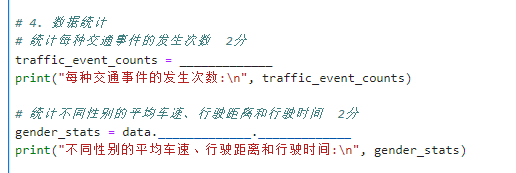 # 4. 数据统计
# 统计每种交通事件的发生次数  2分
traffic_event_counts = _____________
print("每种交通事件的发生次数:\n", traffic_event_counts)
# 统计不同性别的平均车速、行驶距离和行驶时间  2分
gender_stats = data._____________._____________
print("不同性别的平均车速、行驶距离和行驶时间:\n", gender_stats)